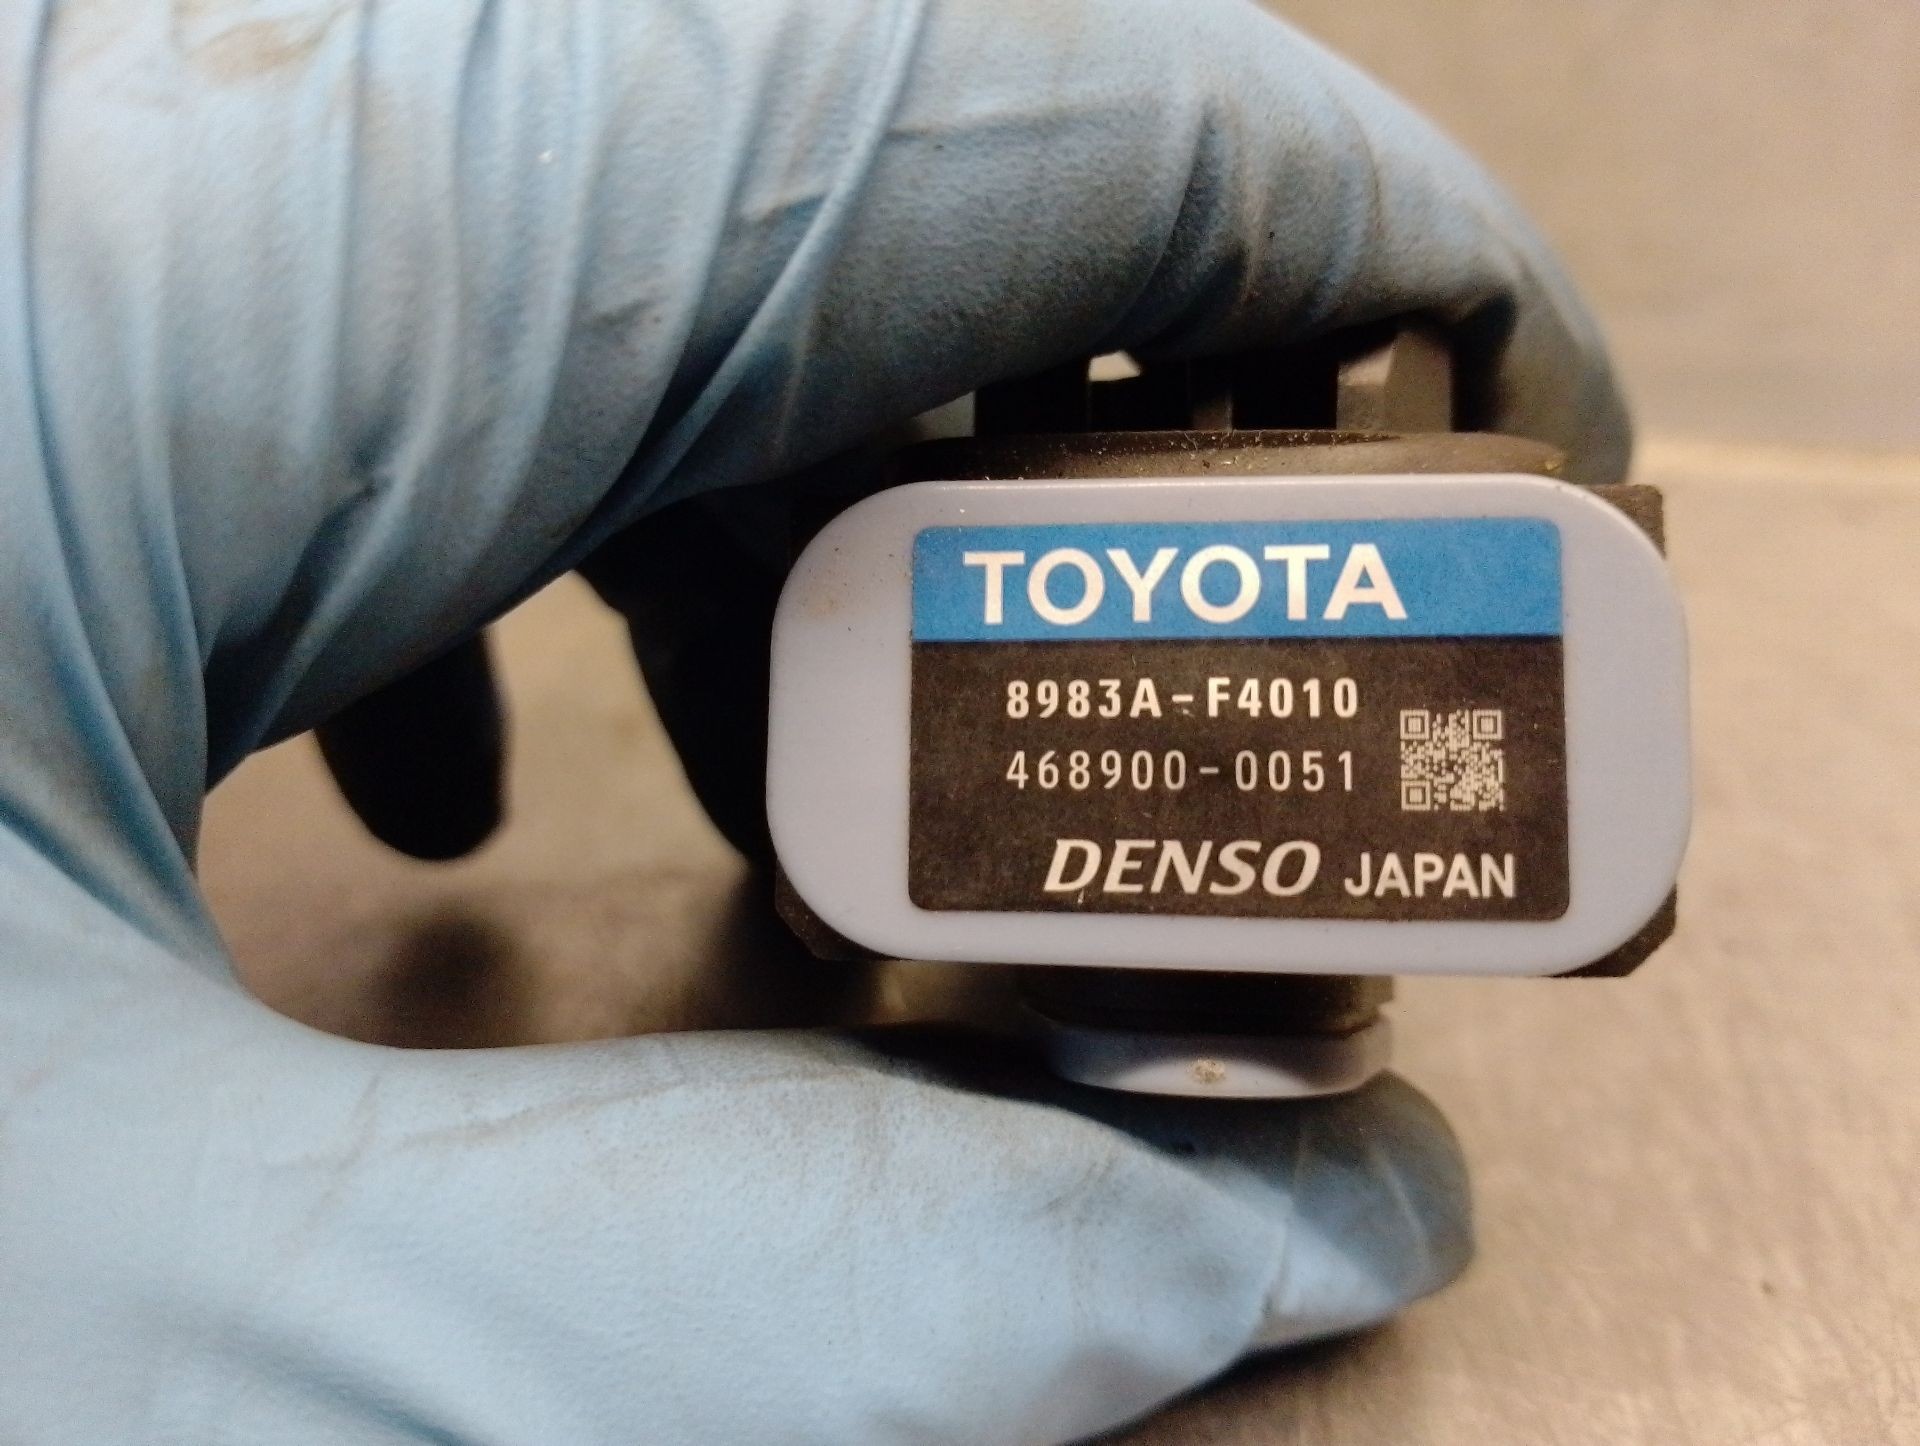 TOYOTA
8983A-F4010
468900-0051
DENSO JAPAN